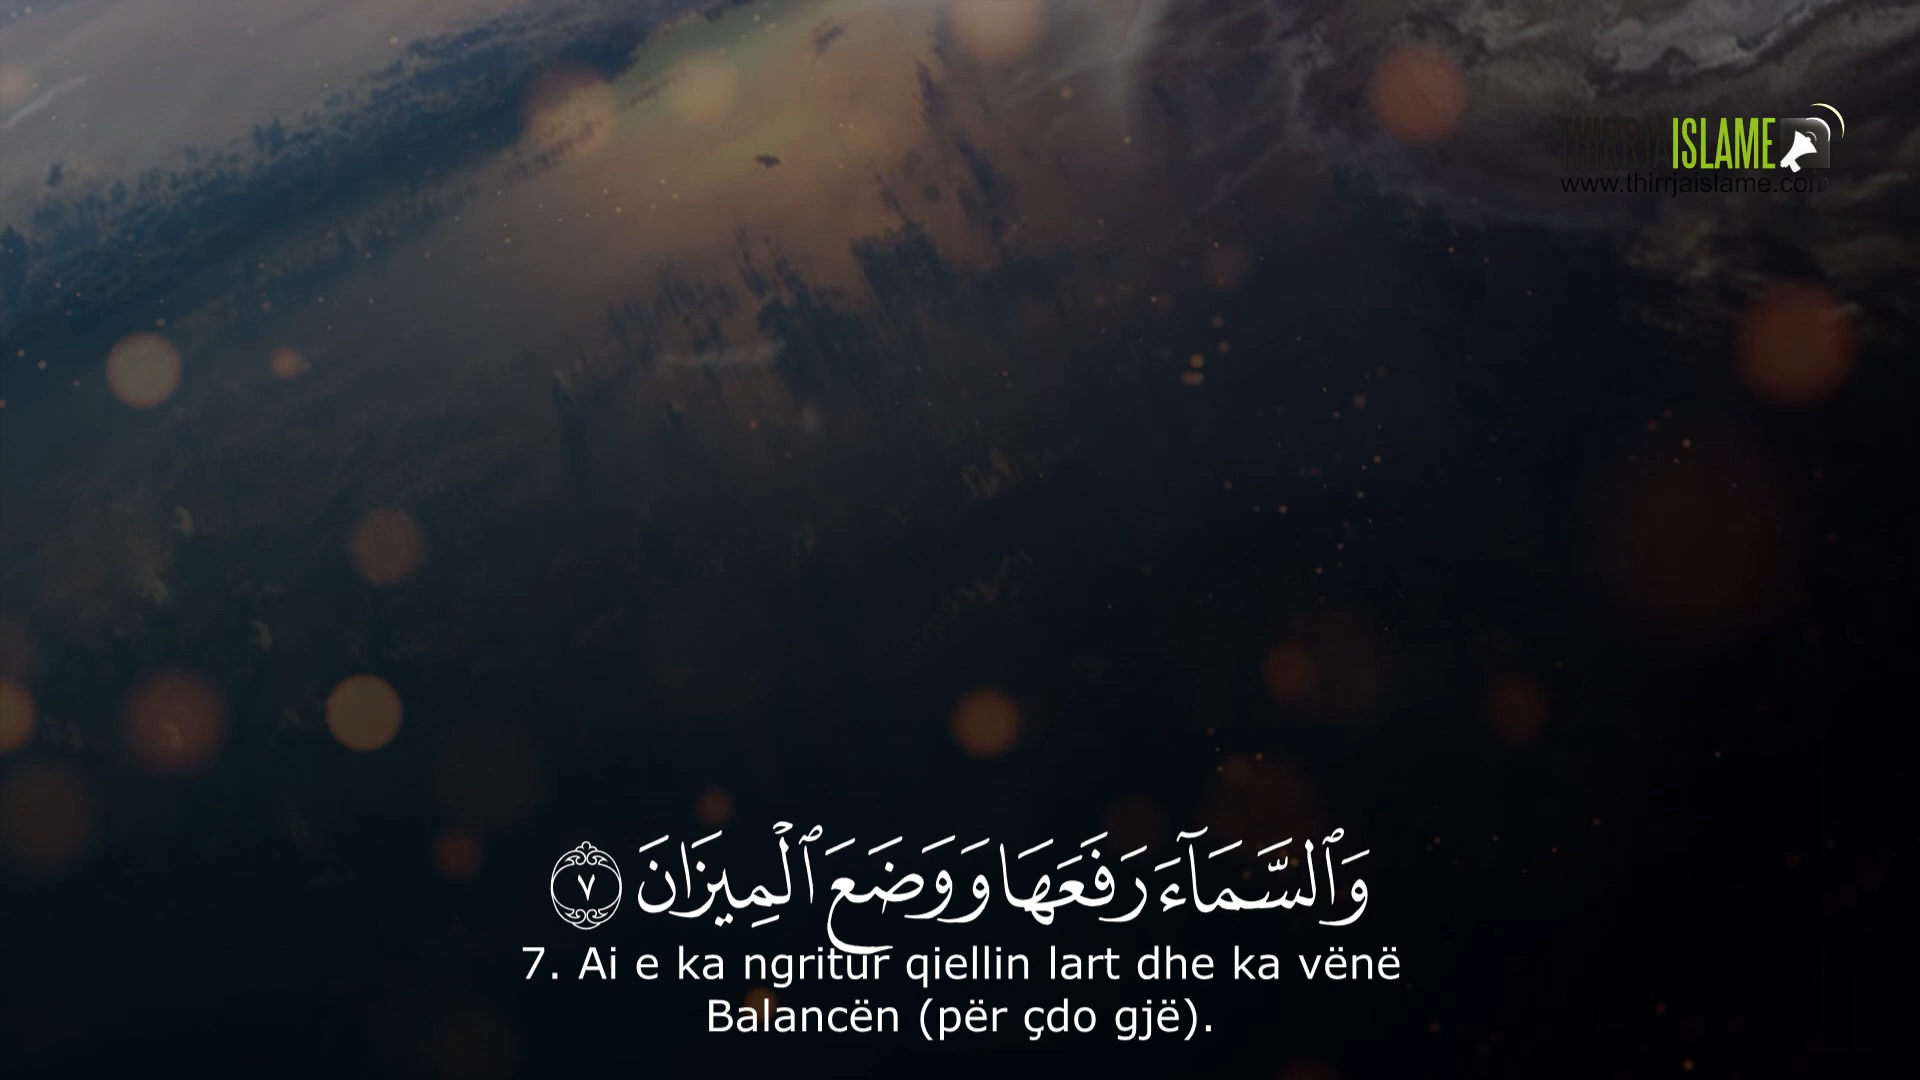 THIRRJAISLAME
www.thirrjaislame.com
وَٱلسَّمَآءَ رَفَعَهَا وَوَضَعَ ٱلْمِيزَانَ ٧
7. Ai e ka ngritur qiellin lart dhe ka vënë
Balancën (për çdo gjë).